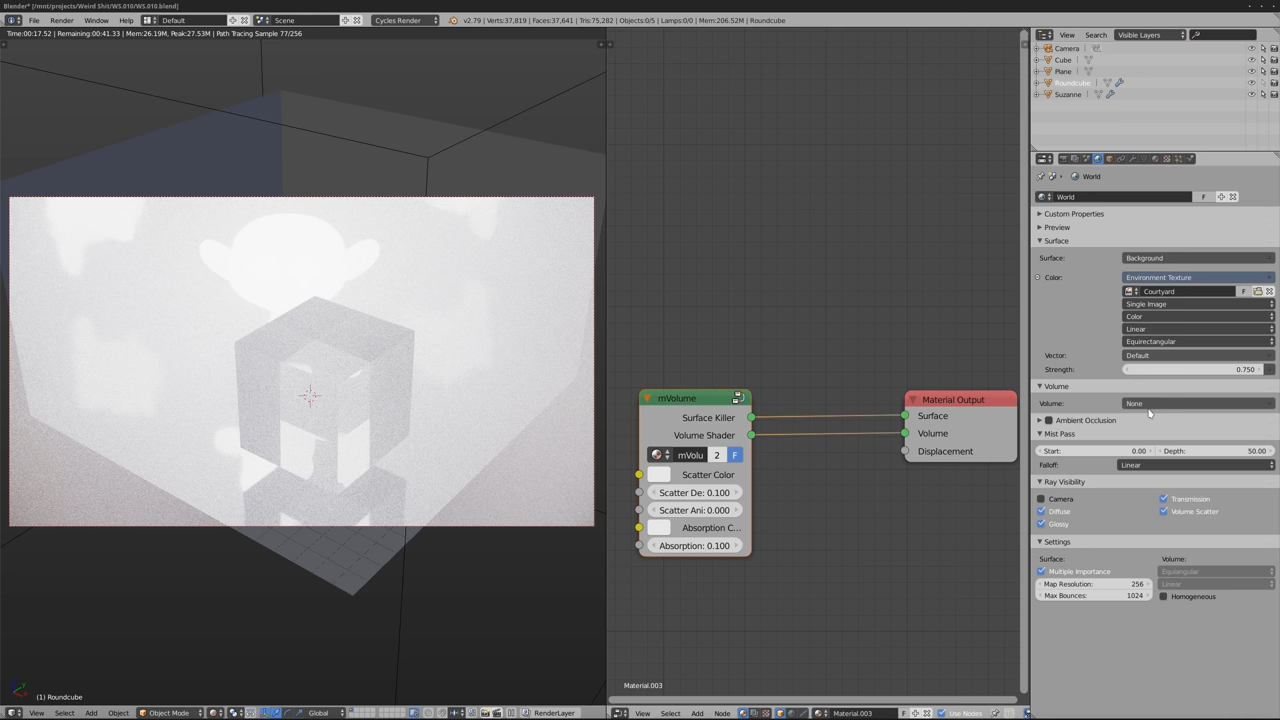 Blender* [/mnt/projects/Weird Shit/WS.010/WS.010.blend]
File Render Window Help Default Scene Cycles Render v2.79 | Verts:37,819 | Faces:37,641 | Tris:75,282 | Objects:0/5 | Lamps:0/0 | Mem:206.52M | Roundcube
Time:00:17.52 | Remaining:00:41.33 | Mem:26.19M, Peak:27.53M | Path Tracing Sample 77/256
View Search Visible Layers
Camera
Cube
Plane
Roundcube
Suzanne
World
World F
Custom Properties
Preview
Surface
Surface: Background
Color: Environment Texture
Courtyard F
Single Image
Color
Linear
Equirectangular
Vector: Default
Strength: 0.750
Volume
Volume: None
Ambient Occlusion
Mist Pass
Start: 0.00 Depth: 50.00
Falloff: Linear
Ray Visibility
Camera Transmission
Diffuse Volume Scatter
Glossy
Settings
Surface: Volume:
Multiple Importance Equiangular
Map Resolution: 256 Linear
Max Bounces: 1024 Homogeneous
mVolume
Surface Killer
Volume Shader
mVolu 2 F
Scatter Color
Scatter De: 0.100
Scatter Ani: 0.000
Absorption C...
Absorption: 0.100
Material Output
Surface
Volume
Displacement
Material.003
(1) Roundcube
View Select Add Object Object Mode Global RenderLayer
View Select Add Node Material.003 F Use Nodes